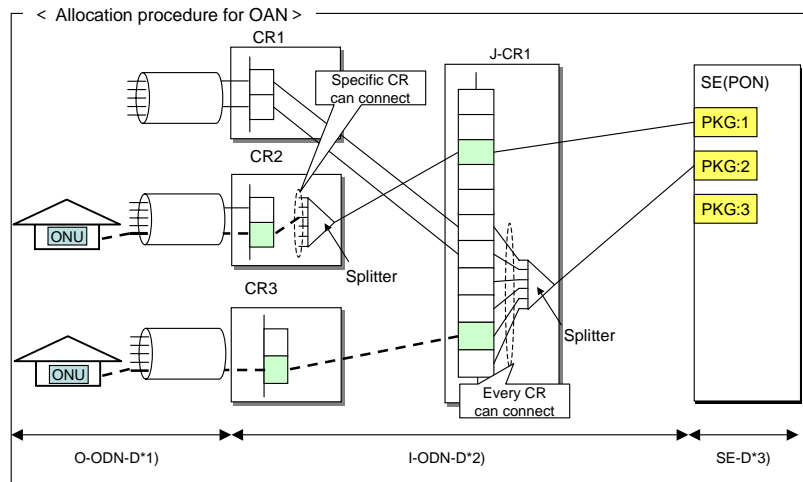 < Allocation procedure for OAN >
CR1
J-CR1
SE(PON)
Specific CR
can connect
PKG:1
CR2
PKG:2
PKG:3
ONU
Splitter
CR3
Splitter
ONU
Every CR
can connect
O-ODN-D*1)
I-ODN-D*2)
SE-D*3)